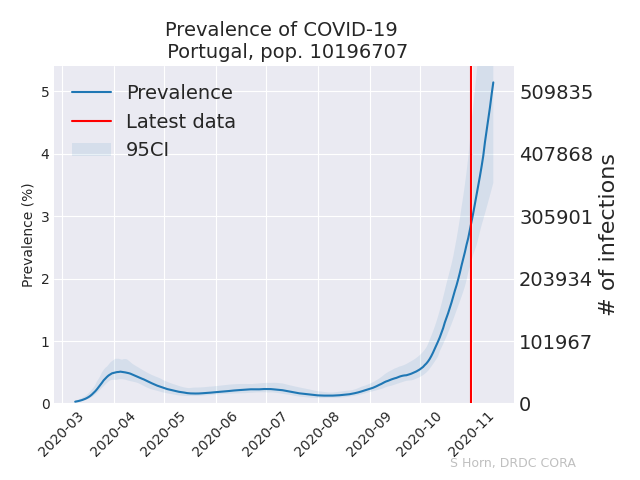 Prevalence of COVID-19
Portugal, pop. 10196707
Prevalence
Latest data
95CI
Prevalence (%)
5
4
3
2
1
0
509835
407868
305901
203934
101967
0
# of infections
2020-03
2020-04
2020-05
2020-06
2020-07
2020-08
2020-09
2020-10
2020-11
S Horn, DRDC CORA